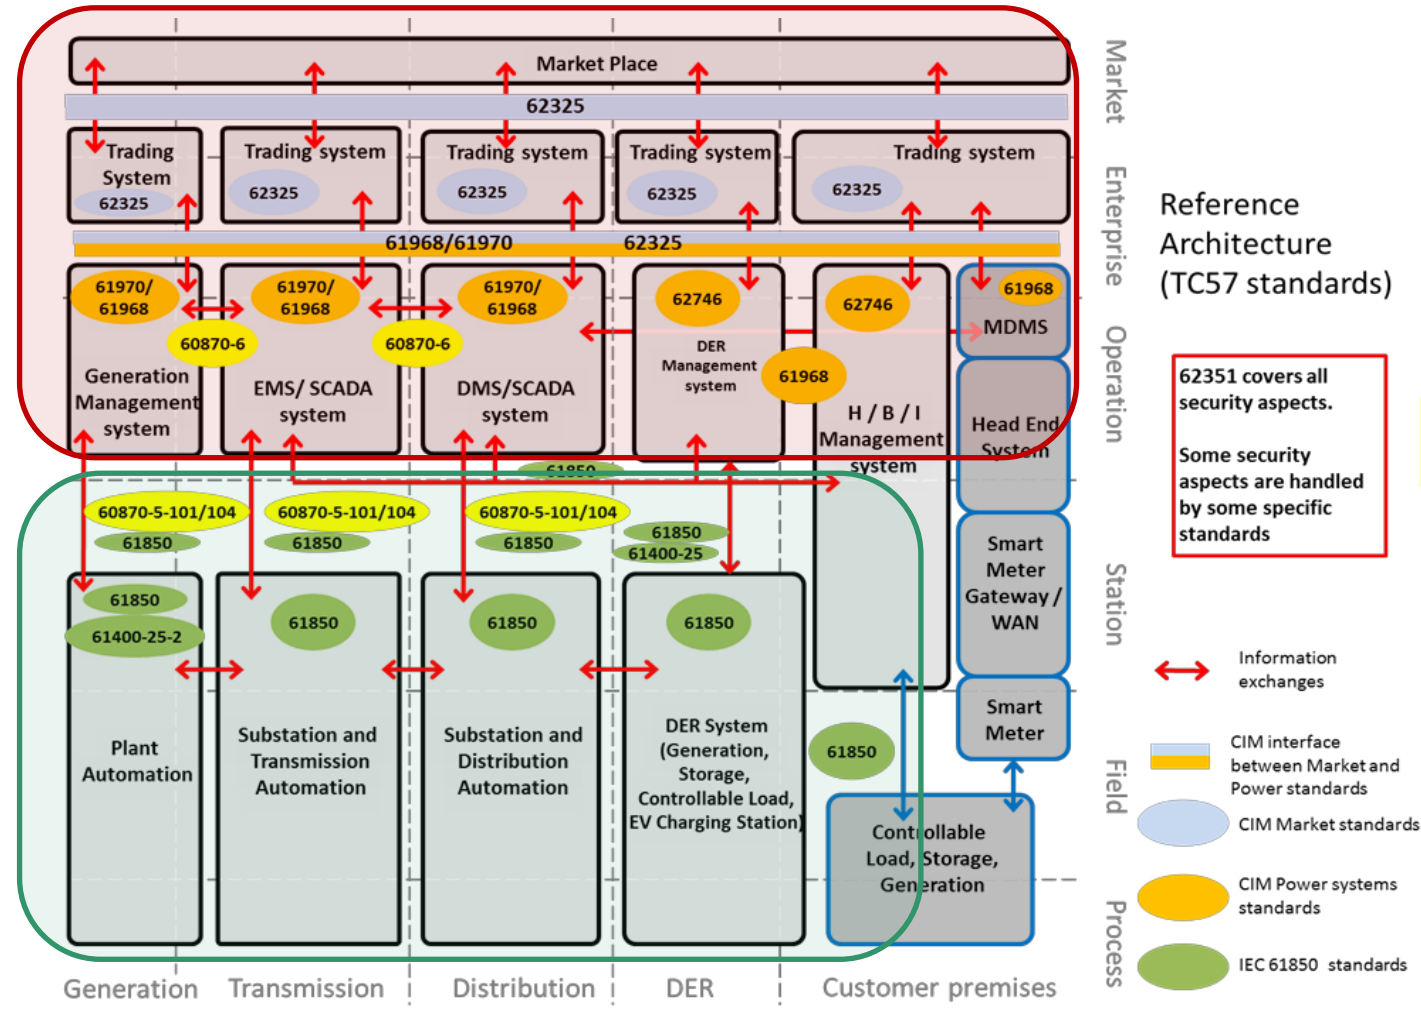 Market Place
62325
Trading
System
62325
Trading system
62325
Trading system
62325
Trading system
62325
Trading system
62325
61968/61970
62325
61970/
61968
61970/
61968
61970/
61968
62746
62746
61968
MDMS
60870-6
60870-6
61968
Generation
Management
system
EMS/ SCADA
system
DMS/SCADA
system
DER
Management
system
H / B / I
Management
system
Head End
System
61850
60870-5-101/104
61850
60870-5-101/104
61850
60870-5-101/104
61850
61850
61400-25
Smart
Meter
Gateway /
WAN
61850
61400-25-2
61850
61850
61850
Plant
Automation
Substation and
Transmission
Automation
Substation and
Distribution
Automation
DER System
(Generation,
Storage,
Controllable Load,
EV Charging Station)
61850
Smart
Meter
Controllable
Load, Storage,
Generation
Generation
Transmission
Distribution
DER
Customer premises
Market
Enterprise
Operation
Station
Field
Process
Reference
Architecture
(TC57 standards)
62351 covers all
security aspects.
Some security
aspects are handled
by some specific
standards
Information
exchanges
CIM interface
between Market and
Power standards
CIM Market standards
CIM Power systems
standards
IEC 61850 standards